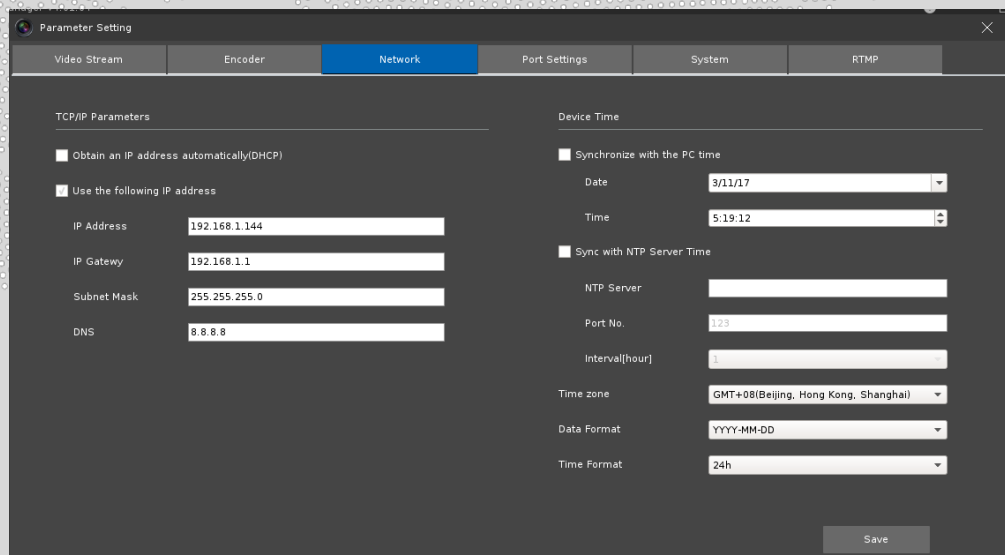 Parameter Setting
Video Stream
Encoder
Network
Port Settings
System
RTMP
TCP/IP Parameters
Obtain an IP address automatically(DHCP)
Use the following IP address
IP Address 192.168.1.144
IP Gatewy 192.168.1.1
Subnet Mask 255.255.255.0
DNS 8.8.8.8
Device Time
Synchronize with the PC time
Date 3/11/17
Time 5:19:12
Sync with NTP Server Time
NTP Server
Port No. 123
Interval[hour] 1
Time zone GMT+08(Beijing, Hong Kong, Shanghai)
Data Format YYYY-MM-DD
Time Format 24h
Save